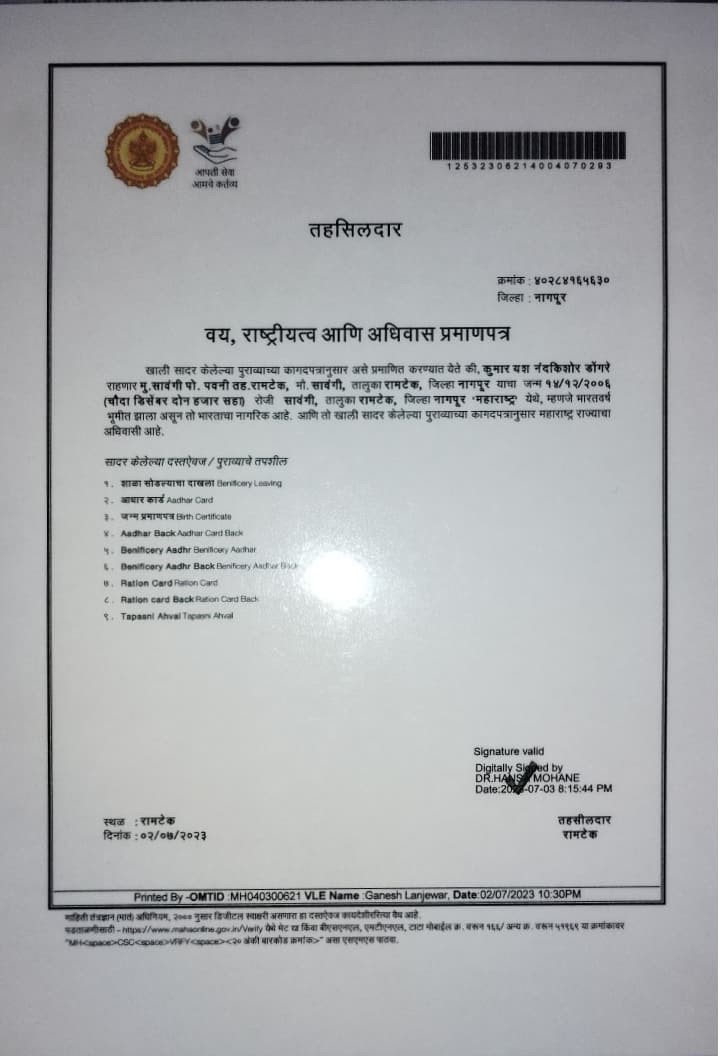 आपली सेवा
आमचे कर्तव्य
12532306214004070293
तहसिलदार
क्रमांक : ४०२८४१६५६३०
जिल्हा : नागपूर
वय, राष्ट्रीयत्व आणि अधिवास प्रमाणपत्र
खाली सादर केलेल्या पुराव्याच्या कागदपत्रानुसार असे प्रमाणित करण्यात येते की, कुमार यश नंदकिशोर डोंगरे
राहणार मु.सावंगी पो. पवनी तह.रामटेक, मौ. सावंगी, तालुका रामटेक, जिल्हा नागपूर याचा जन्म १४/१२/२००६
(चौदा डिसेंबर दोन हजार सहा) रोजी सावंगी, तालुका रामटेक, जिल्हा नागपूर 'महाराष्ट्र' येथे, म्हणजे भारतवर्ष
भूमीत झाला असून तो भारताचा नागरिक आहे. आणि तो खाली सादर केलेल्या पुराव्याच्या कागदपत्रानुसार महाराष्ट्र राज्याचा
अधिवासी आहे.
सादर केलेल्या दस्तऐवज / पुराव्याचे तपशील
१. शाळा सोडल्याचा दाखला Benificery Leaving
२. आधार कार्ड Aadhar Card
३. जन्म प्रमाणपत्र Birth Certificate
४. Aadhar Back Aadhar Card Back
५. Benificery Aadhr Benificery Aadhar
६. Benificery Aadhr Back Benificery Aadhar Back
७. Ration Card Ration Card
८. Ration card Back Ration Card Back
९. Tapasni Ahval Tapasni Ahval
Signature valid
Digitally Signed by
DR.HANSA MOHANE
Date:2023-07-03 8:15:44 PM
स्थळ : रामटेक
दिनांक : ०२/०७/२०२३
तहसीलदार
रामटेक
Printed By -OMTID :MH040300621 VLE Name :Ganesh Lanjewar, Date:02/07/2023 10:30PM
माहिती तंत्रज्ञान (भारत) अधिनियम, २००० नुसार डिजीटल स्वाक्षरी असणारा हा दस्तऐवज कायदेशीररित्या वैध आहे.
पडताळणीसाठी - https://www.mahaonline.gov.in/Verify येथे भेट द्या किंवा बीएसएनएल, एमटीएनएल, टाटा मोबाईल क्र. वरून १६६/ अन्य क्र. वरून ५१९६९ या क्रमांकावर
"MH<space>CSC<space>VRFY<space><२० अंकी बारकोड क्रमांक>" असा एसएमएस पाठवा.